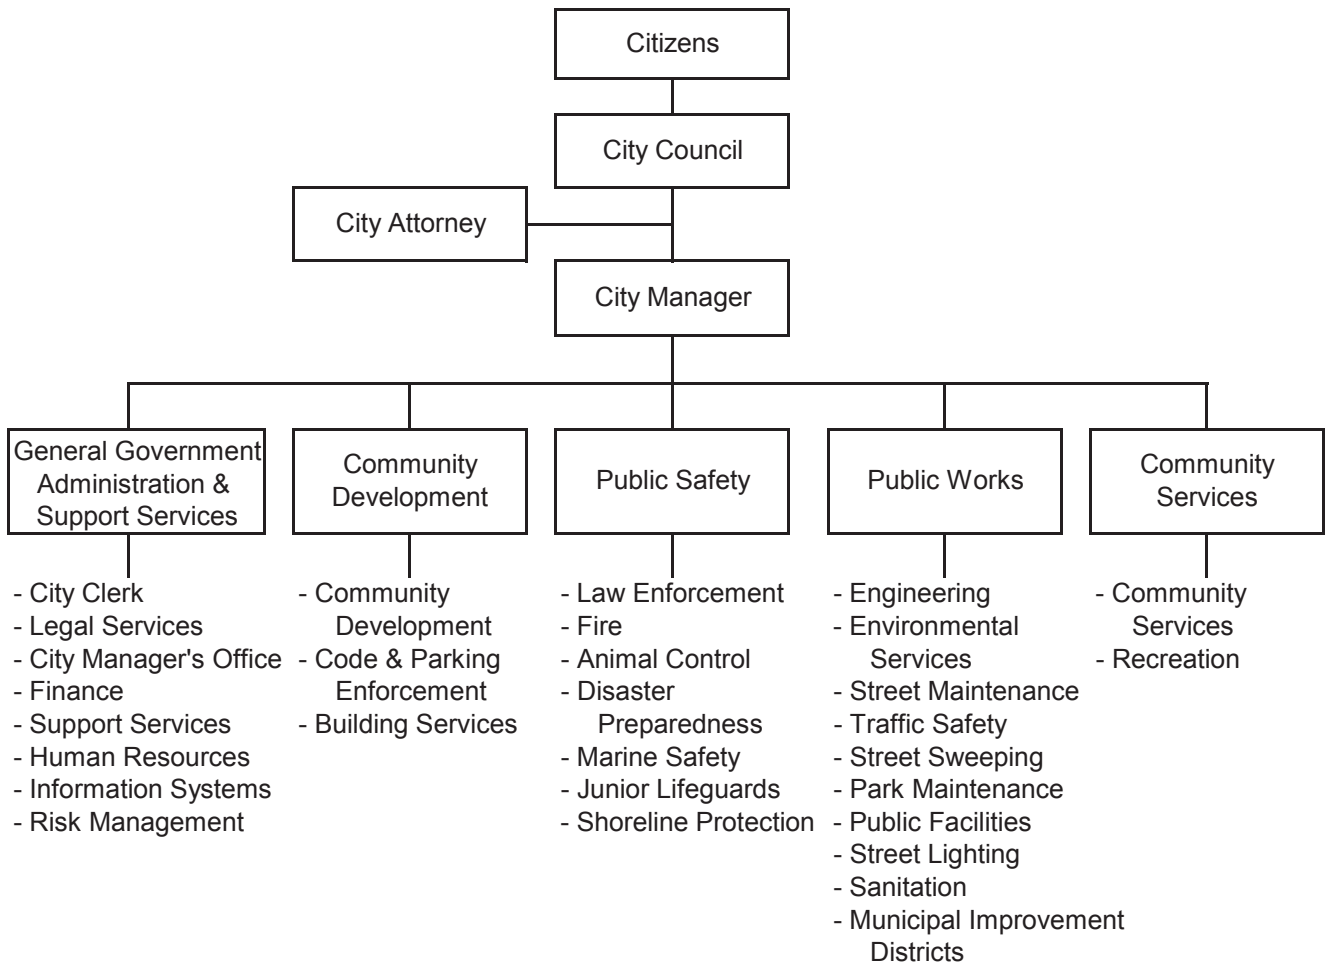 Citizens
City Council
City Attorney
City Manager
General Government
Administration &
Support Services
Community
Development
Public Safety
Public Works
Community
Services
- City Clerk
- Legal Services
- City Manager's Office
- Finance
- Support Services
- Human Resources
- Information Systems
- Risk Management
- Community
Development
- Code & Parking
Enforcement
- Building Services
- Law Enforcement
- Fire
- Animal Control
- Disaster
Preparedness
- Marine Safety
- Junior Lifeguards
- Shoreline Protection
- Engineering
- Environmental
Services
- Street Maintenance
- Traffic Safety
- Street Sweeping
- Park Maintenance
- Public Facilities
- Street Lighting
- Sanitation
- Municipal Improvement
Districts
- Community
Services
- Recreation